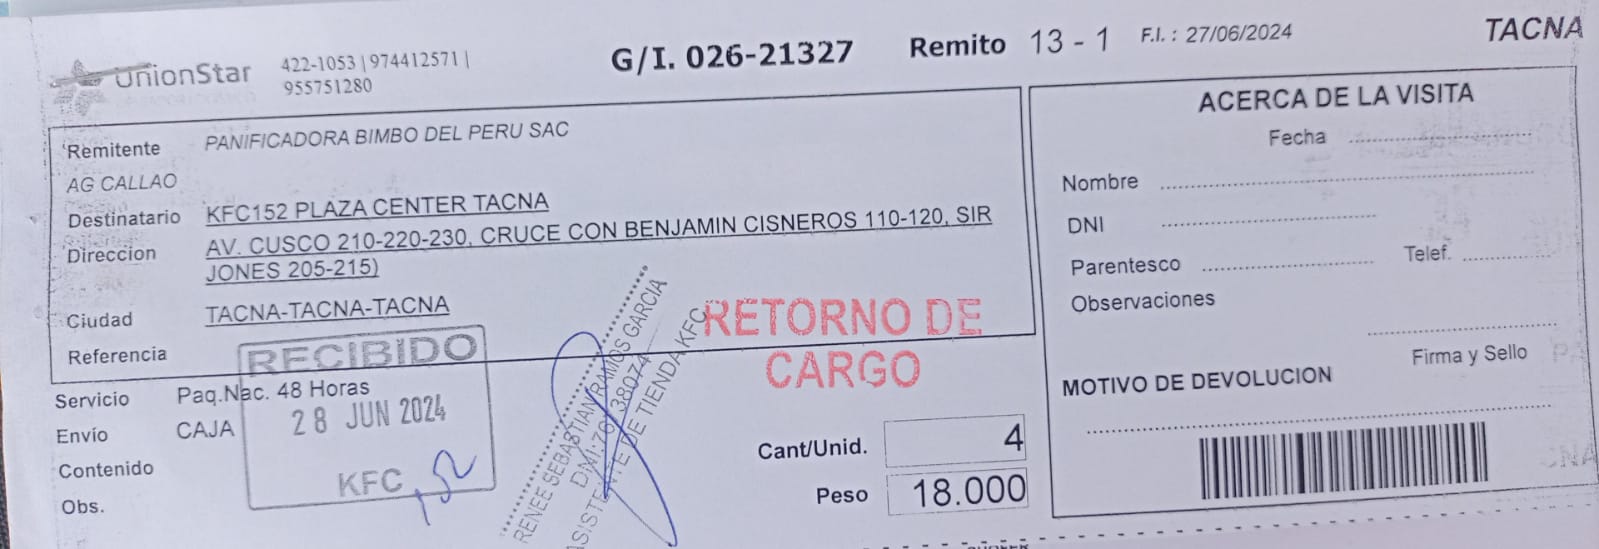 UnionStar
422-1053 | 974412571 |
955751280
G/I. 026-21327
Remito 13 - 1
F.I. : 27/06/2024
TACNA
Remitente PANIFICADORA BIMBO DEL PERU SAC
AG CALLAO
Destinatario KFC152 PLAZA CENTER TACNA
Direccion AV. CUSCO 210-220-230, CRUCE CON BENJAMIN CISNEROS 110-120, SIR
JONES 205-215)
Ciudad TACNA-TACNA-TACNA
Referencia
Servicio Paq.Nac. 48 Horas
Envío CAJA
Contenido
Obs.
RECIBIDO
28 JUN 2024
KFC 152
RENEE SEBASTIAN RAMOS GARCIA
ASISTENTE DE TIENDA KFC
RETORNO DE
CARGO
Cant/Unid. 4
Peso 18.000
ACERCA DE LA VISITA
Fecha
Nombre
DNI
Parentesco Telef.
Observaciones
Firma y Sello
MOTIVO DE DEVOLUCION